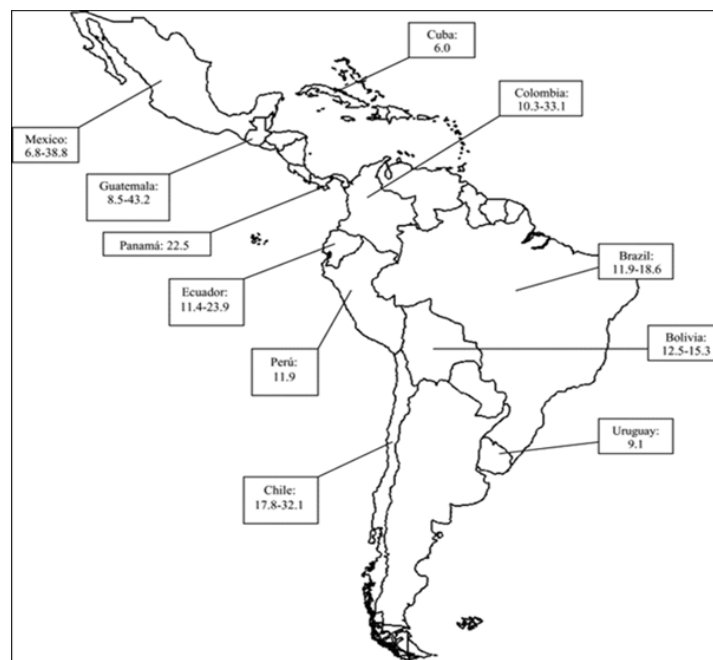 Cuba:
6.0
Colombia:
10.3-33.1
Mexico:
6.8-38.8
Guatemala:
8.5-43.2
Panamá: 22.5
Brazil:
11.9-18.6
Ecuador:
11.4-23.9
Bolivia:
12.5-15.3
Perú:
11.9
Uruguay:
9.1
Chile:
17.8-32.1